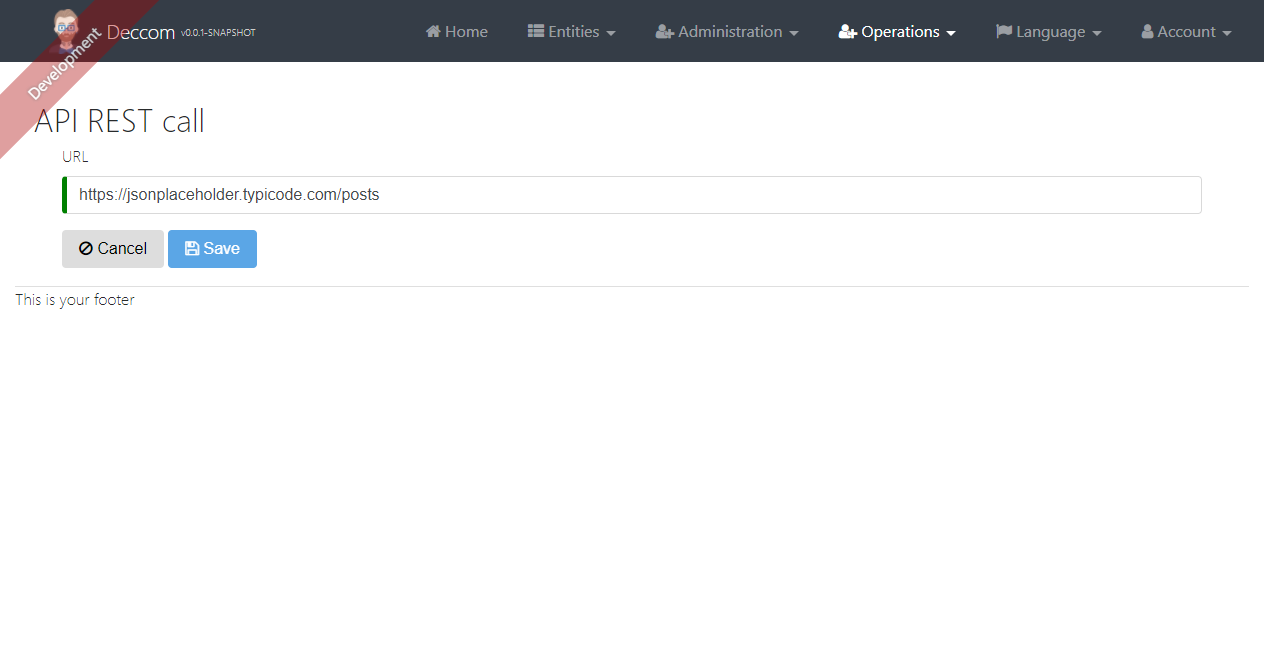 Deccom v0.0.1-SNAPSHOT Home Entities Administration Operations Language Account
Development
API REST call
URL
https://jsonplaceholder.typicode.com/posts
Cancel Save
This is your footer